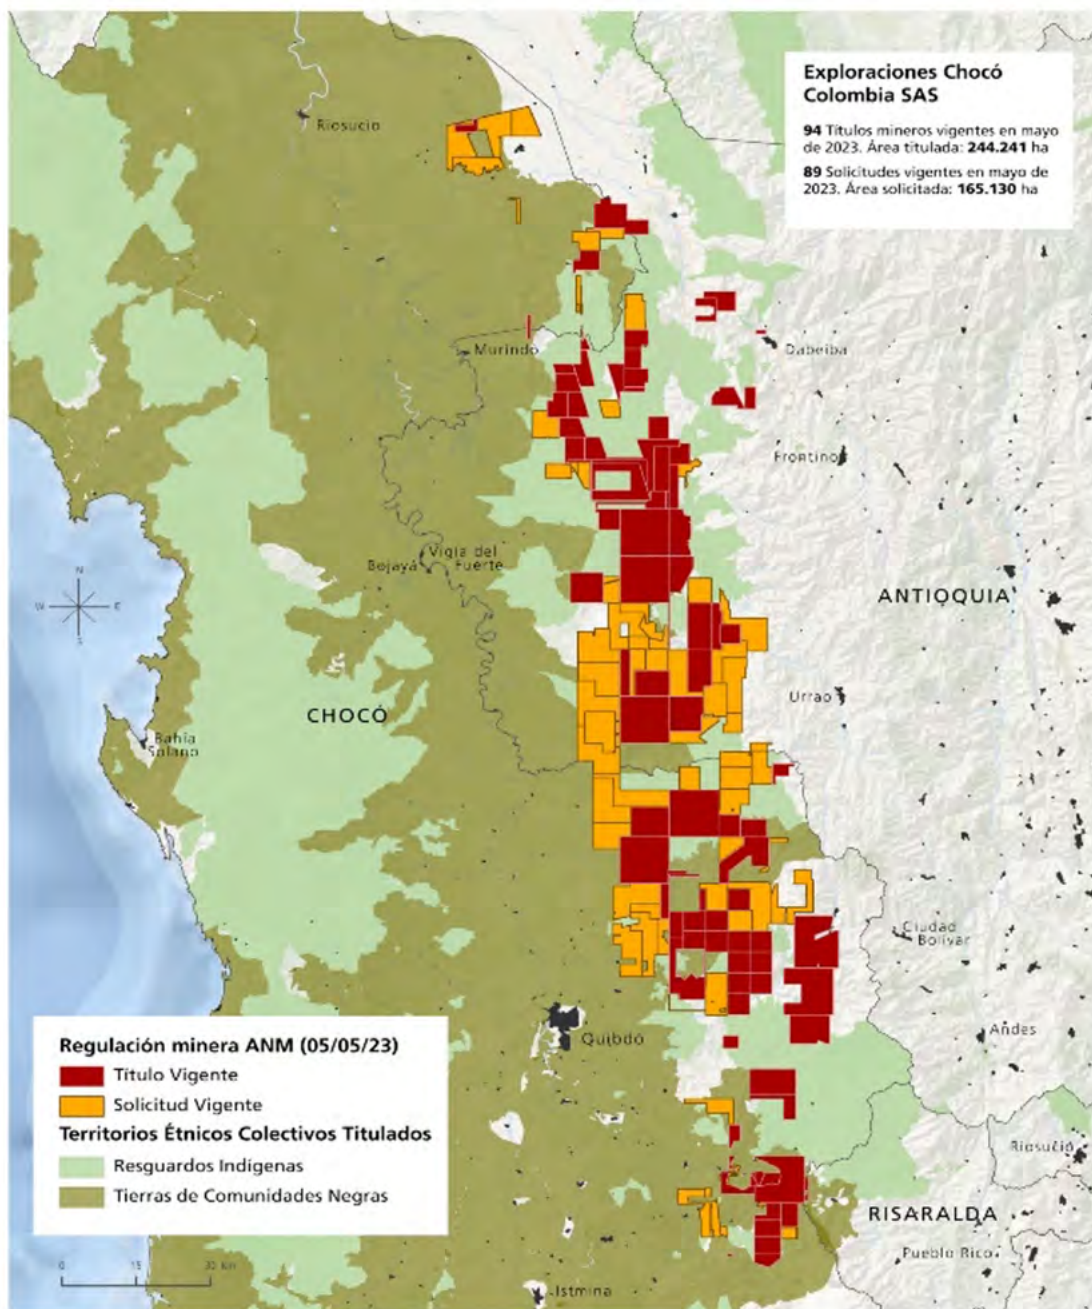 Exploraciones Chocó
Colombia SAS
94 Títulos mineros vigentes en mayo
de 2023. Área titulada: 244.241 ha
89 Solicitudes vigentes en mayo de
2023. Área solicitada: 165.130 ha
Riosucio
Murindó
Dabeiba
Frontino
Vigía del
Fuerte
Bojayá
N
W
E
S
ANTIOQUIA
Urrao
CHOCÓ
Bahía
Solano
Ciudad
Bolívar
Andes
Quibdó
Regulación minera ANM (05/05/23)
Título Vigente
Solicitud Vigente
Territorios Étnicos Colectivos Titulados
Resguardos Indígenas
Tierras de Comunidades Negras
Riosucio
RISARALDA
Pueblo Rico
0 15 30 km
Istmina